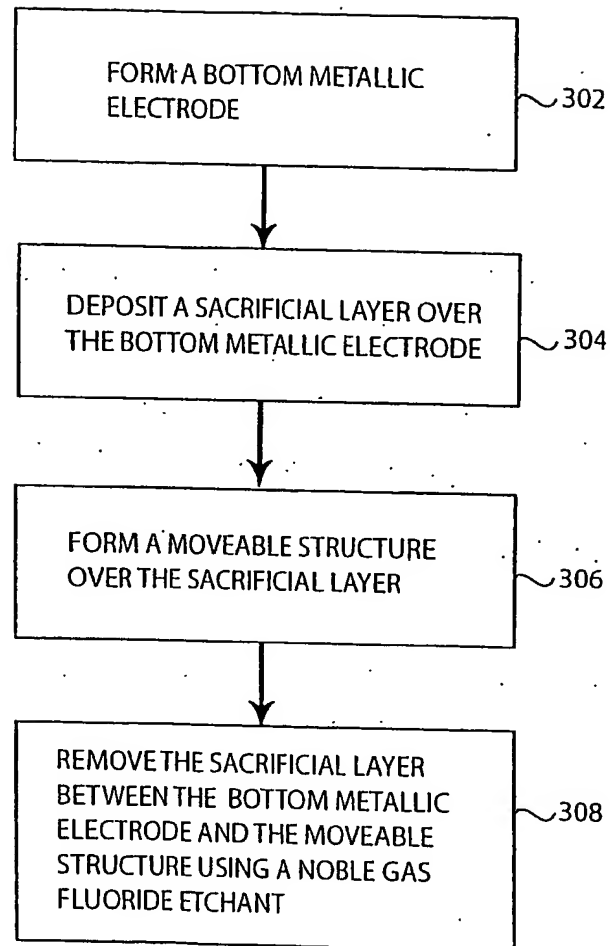 FORM A BOTTOM METALLIC
ELECTRODE
302
DEPOSIT A SACRIFICIAL LAYER OVER
THE BOTTOM METALLIC ELECTRODE
304
FORM A MOVEABLE STRUCTURE
OVER THE SACRIFICIAL LAYER
306
REMOVE THE SACRIFICIAL LAYER
BETWEEN THE BOTTOM METALLIC
ELECTRODE AND THE MOVEABLE
STRUCTURE USING A NOBLE GAS
FLUORIDE ETCHANT
308